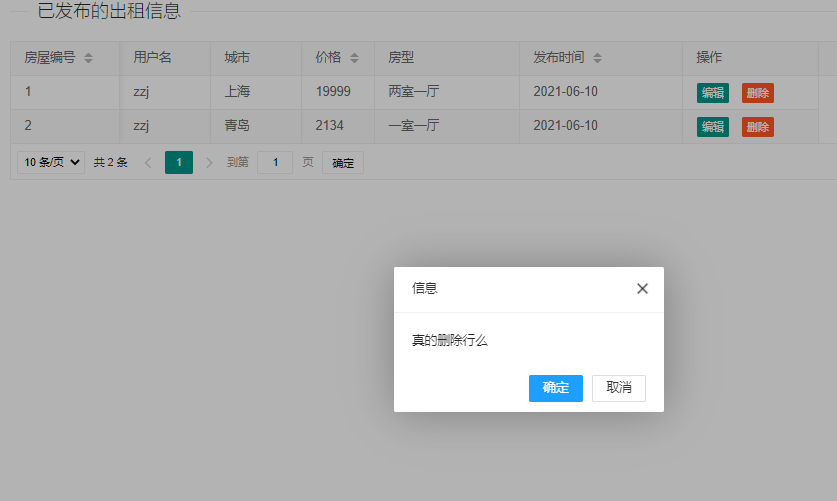 已发布的出租信息
房屋编号 用户名 城市 价格 房型 发布时间 操作
1 zzj 上海 19999 两室一厅 2021-06-10 编辑 删除
2 zzj 青岛 2134 一室一厅 2021-06-10 编辑 删除
10 条/页 共 2 条 1 到第 1 页 确定
信息
真的删除行么
确定 取消